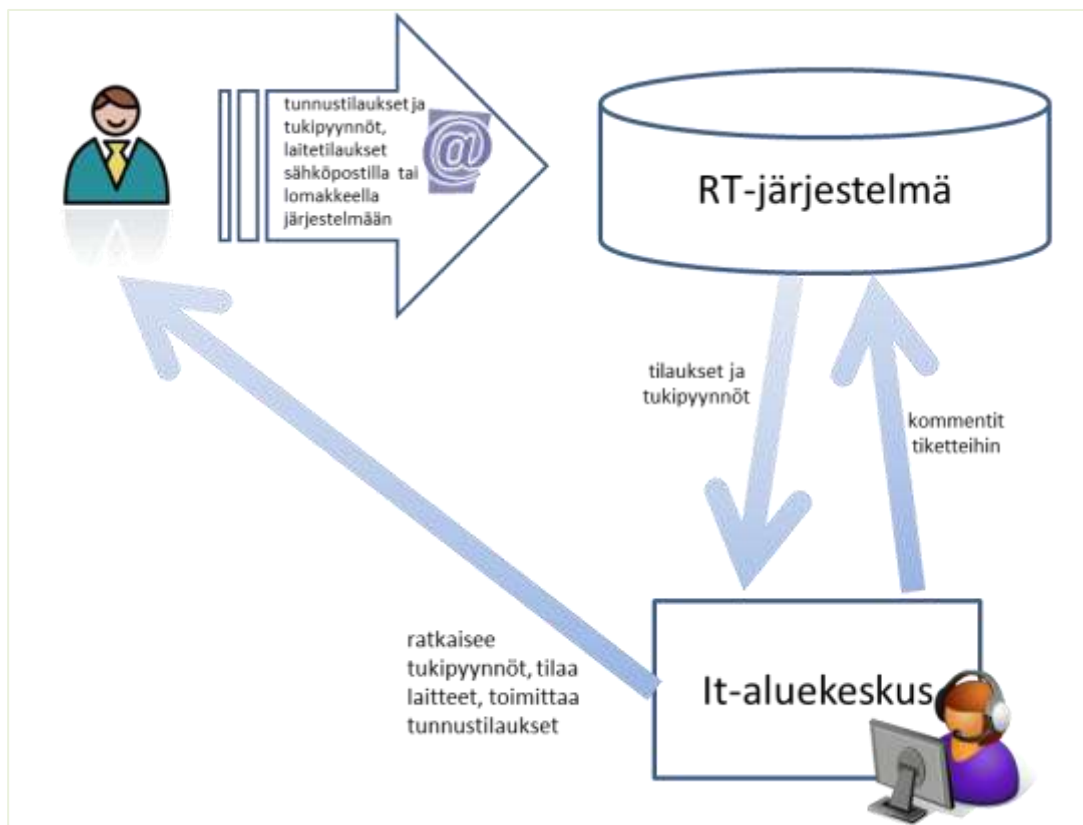 tunnustilaukset ja
tukipyynnöt,
laitetilaukset
sähköpostilla tai
lomakkeella
järjestelmään
@
RT-järjestelmä
tilaukset ja
tukipyynnöt
kommentit
tiketteihin
ratkaisee
tukipyynnöt, tilaa
laitteet, toimittaa
tunnustilaukset
It-aluekeskus